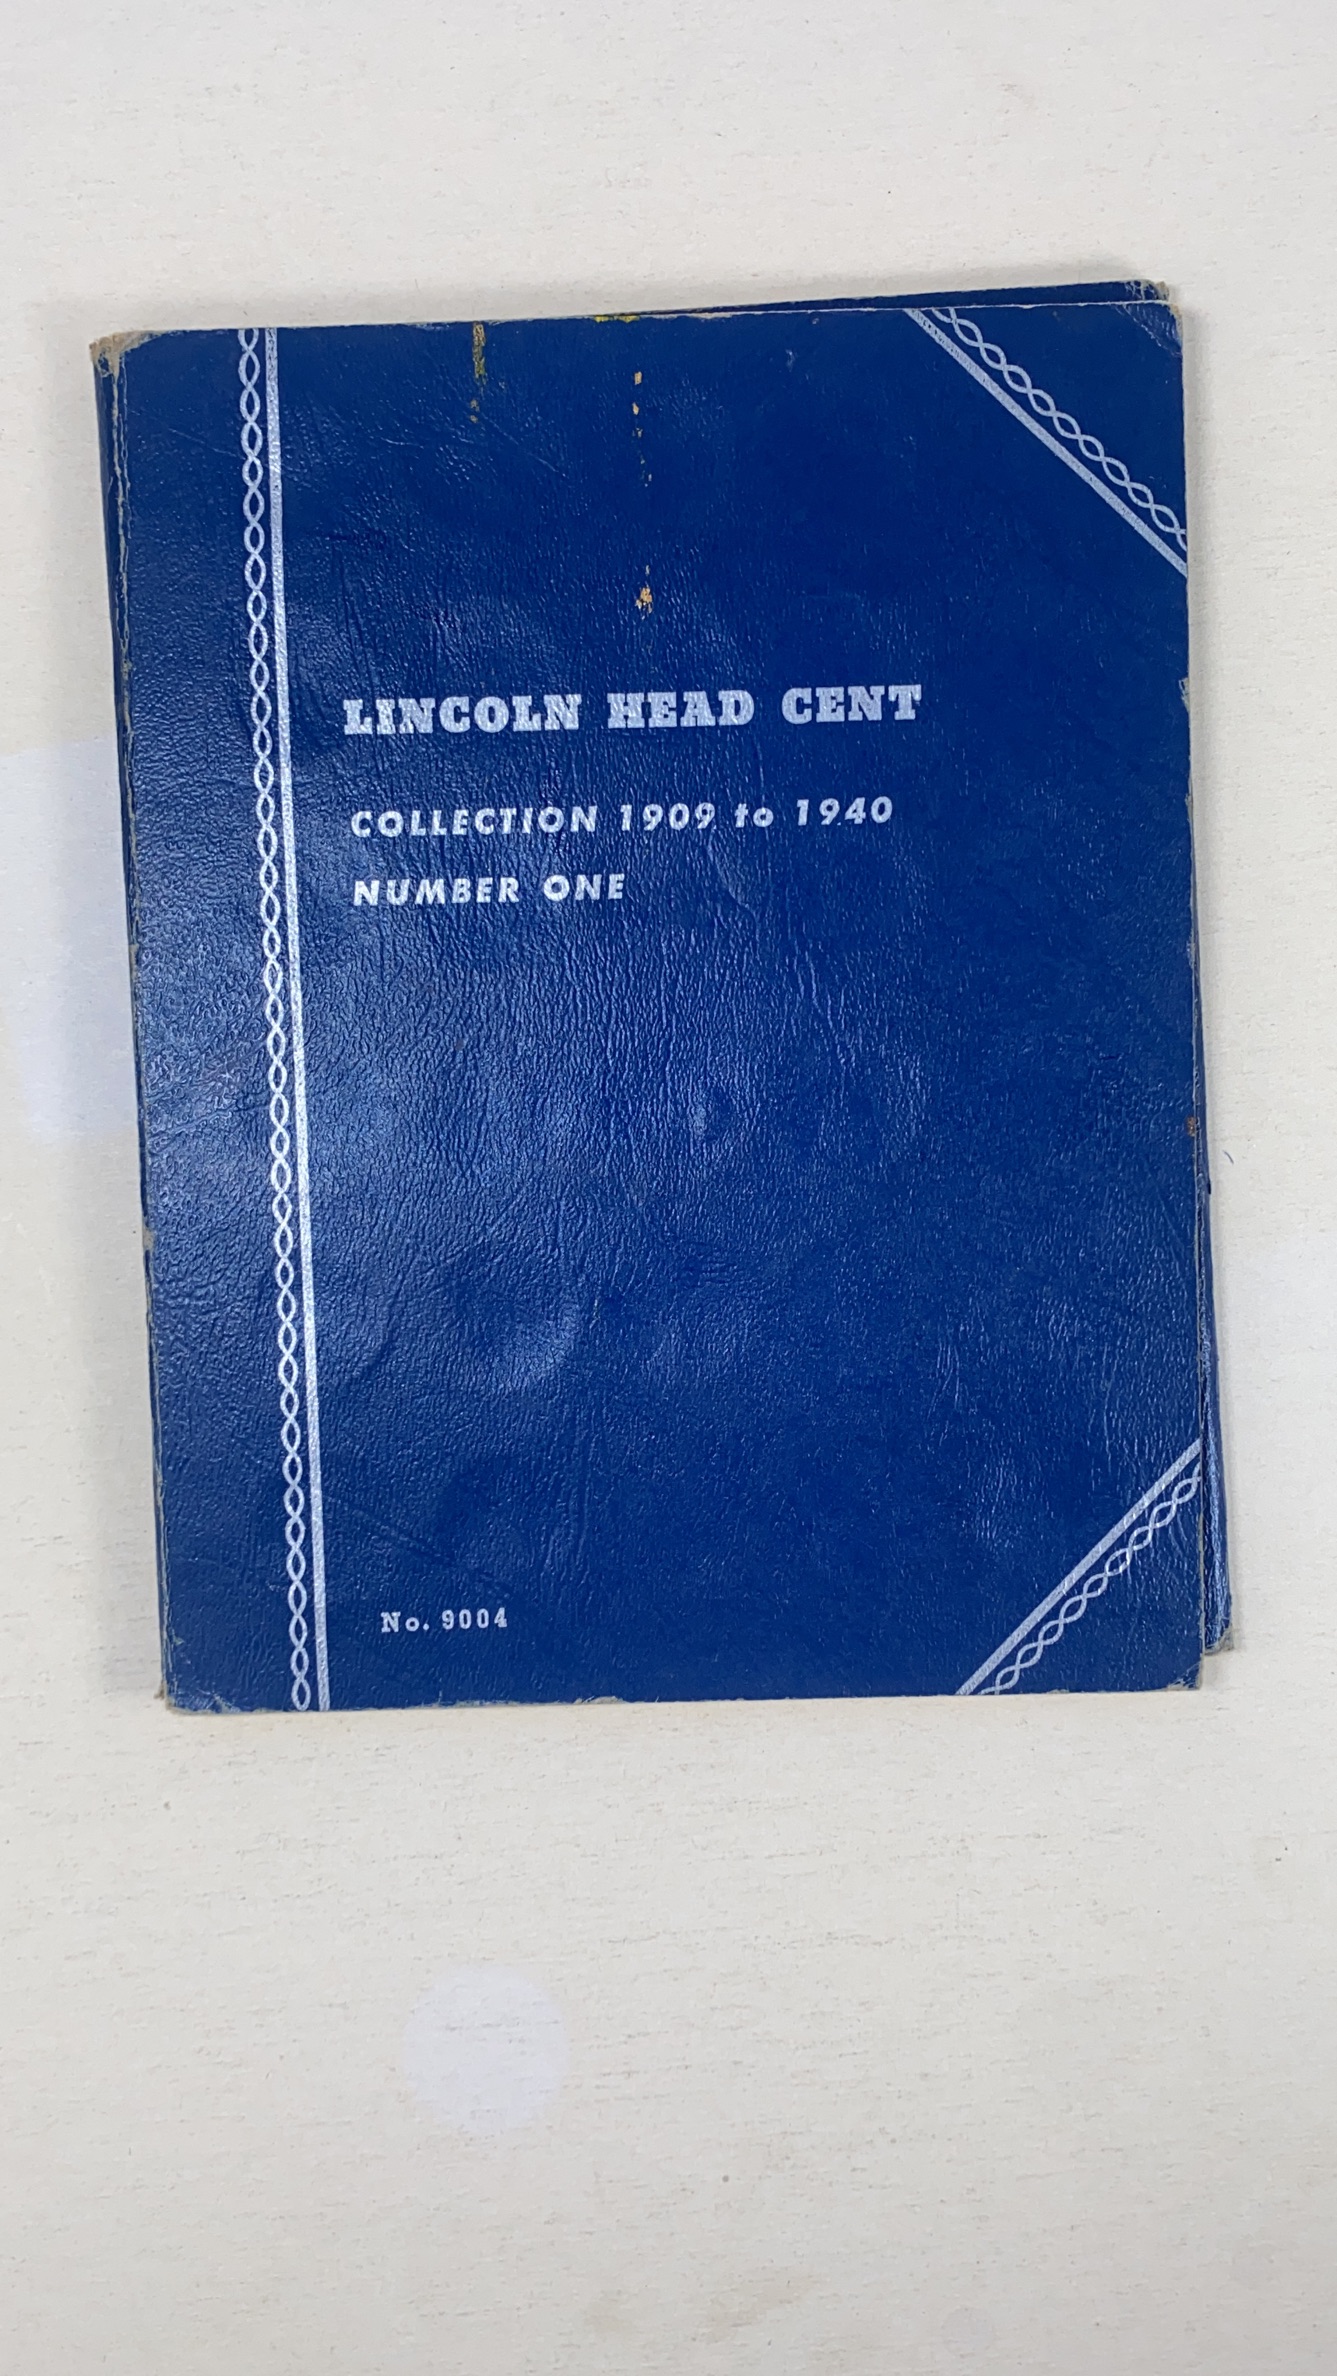 LINCOLN HEAD CENT
COLLECTION 1909 to 1940
NUMBER ONE
No. 9004